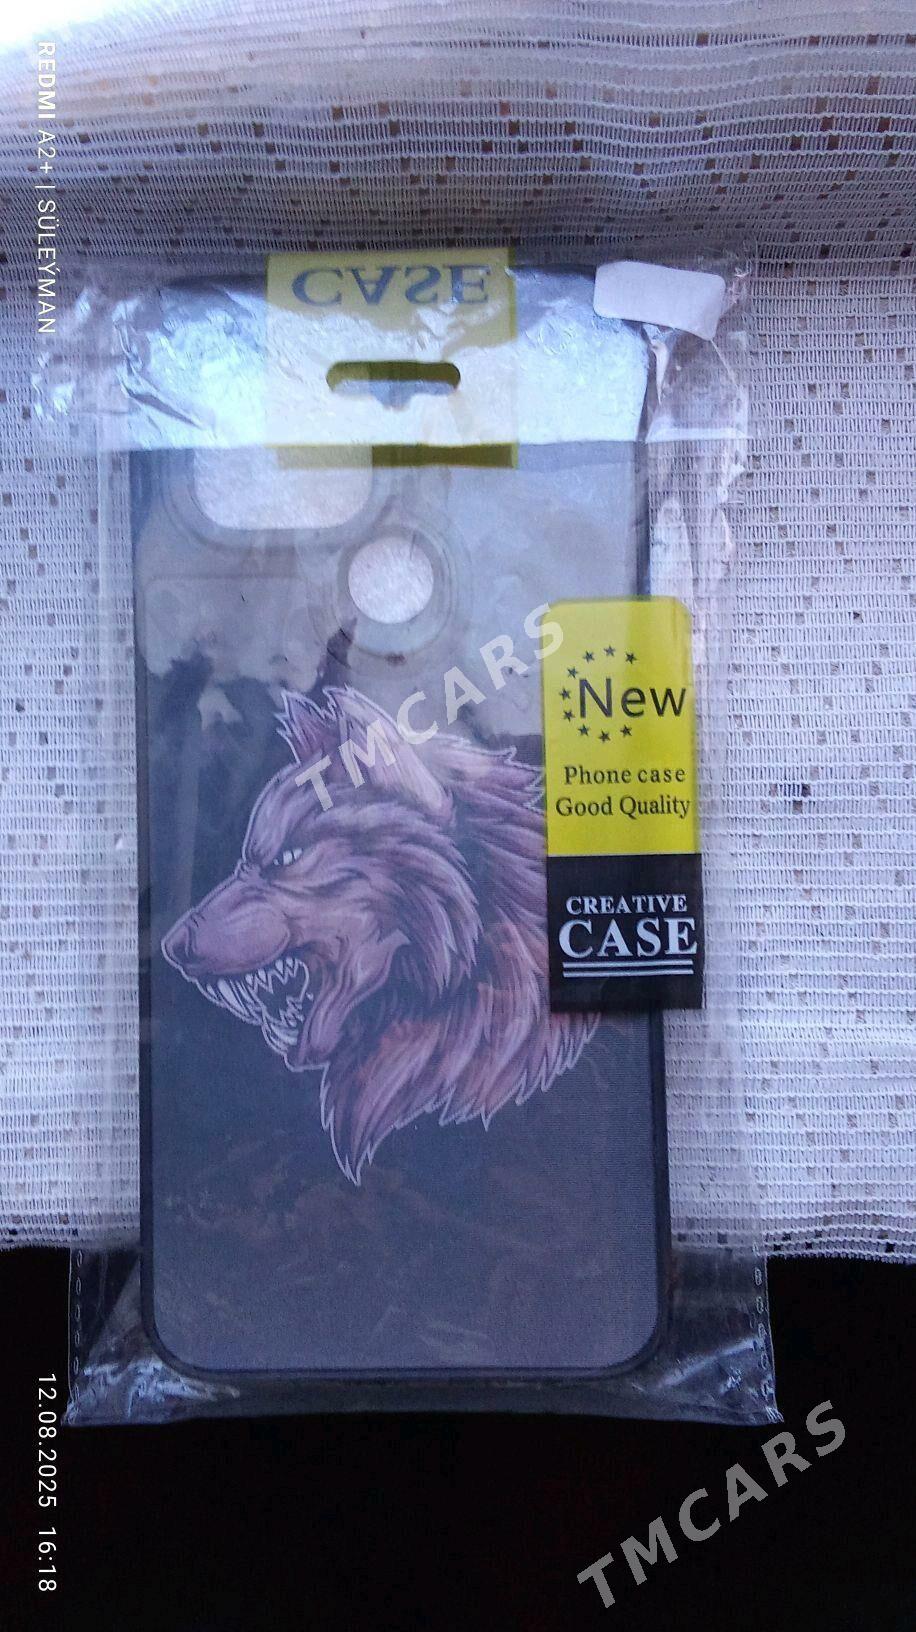 REDMI A2+ | SÜLEÝMAN
CASE
TMCARS
New
Phone case
Good Quality
CREATIVE
CASE
12.08.2025 16:18
TMCARS